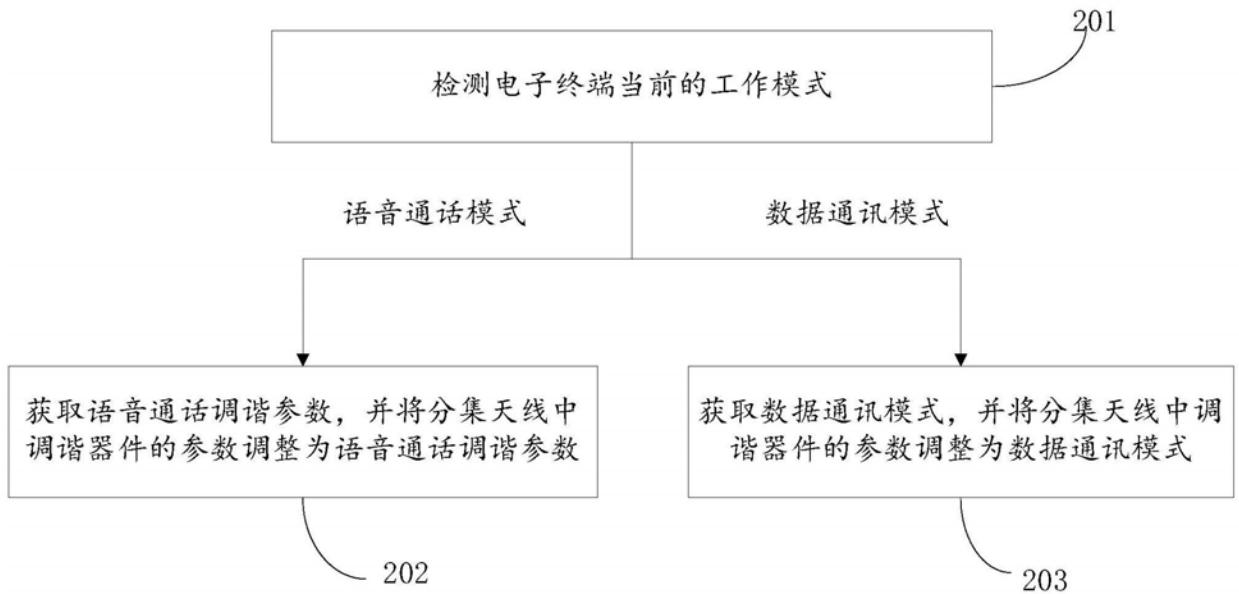 201
检测电子终端当前的工作模式
语音通话模式
数据通讯模式
获取语音通话调谐参数，并将分集天线中
调谐器件的参数调整为语音通话调谐参数
获取数据通讯模式，并将分集天线中调
谐器件的参数调整为数据通讯模式
202
203